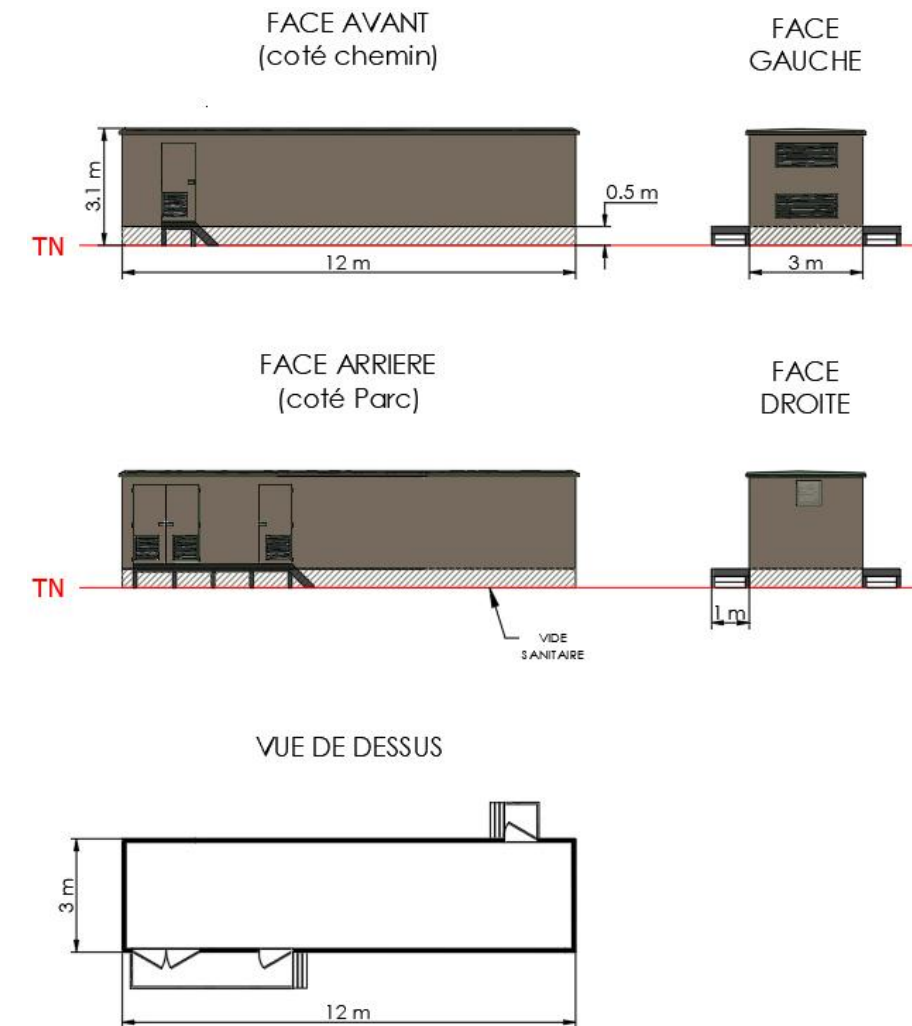 FACE AVANT
(coté chemin)
FACE
GAUCHE
3.1 m
0.5 m
TN
12 m
3 m
FACE ARRIERE
(coté Parc)
FACE
DROITE
TN
1 m
VIDE
SANITAIRE
VUE DE DESSUS
3 m
12 m